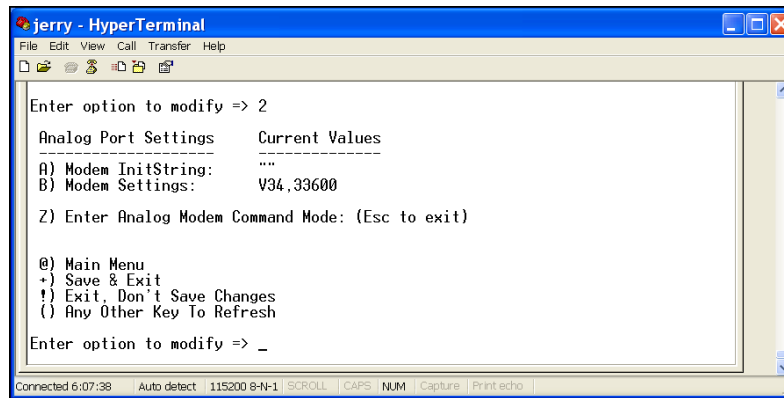 jerry - HyperTerminal
File Edit View Call Transfer Help
Enter option to modify => 2
Analog Port Settings Current Values
-------------------- --------------
A) Modem InitString: ""
B) Modem Settings: V34,33600
Z) Enter Analog Modem Command Mode: (Esc to exit)
@) Main Menu
+) Save & Exit
!) Exit, Don't Save Changes
() Any Other Key To Refresh
Enter option to modify => _
Connected 6:07:38 Auto detect 115200 8-N-1 SCROLL CAPS NUM Capture Print echo